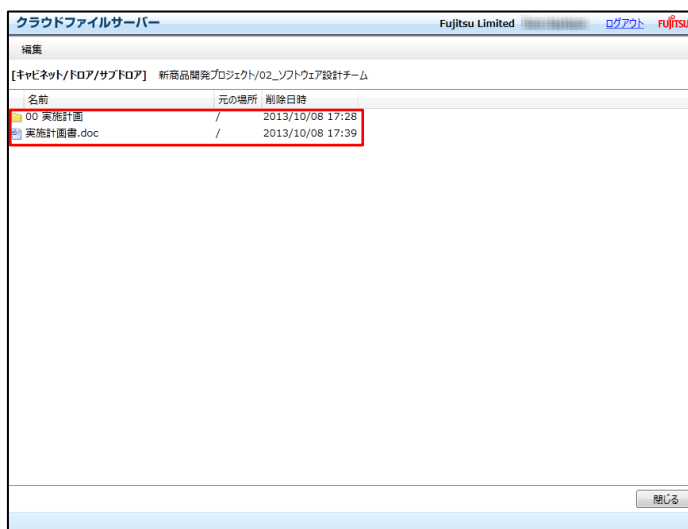 クラウドファイルサーバー Fujitsu Limited ログアウト FUJITSU
編集
[キャビネット/ドロア/サブドロア] 新商品開発プロジェクト/02_ソフトウェア設計チーム
名前 元の場所 削除日時
00 実施計画 / 2013/10/08 17:28
実施計画書.doc / 2013/10/08 17:39
閉じる